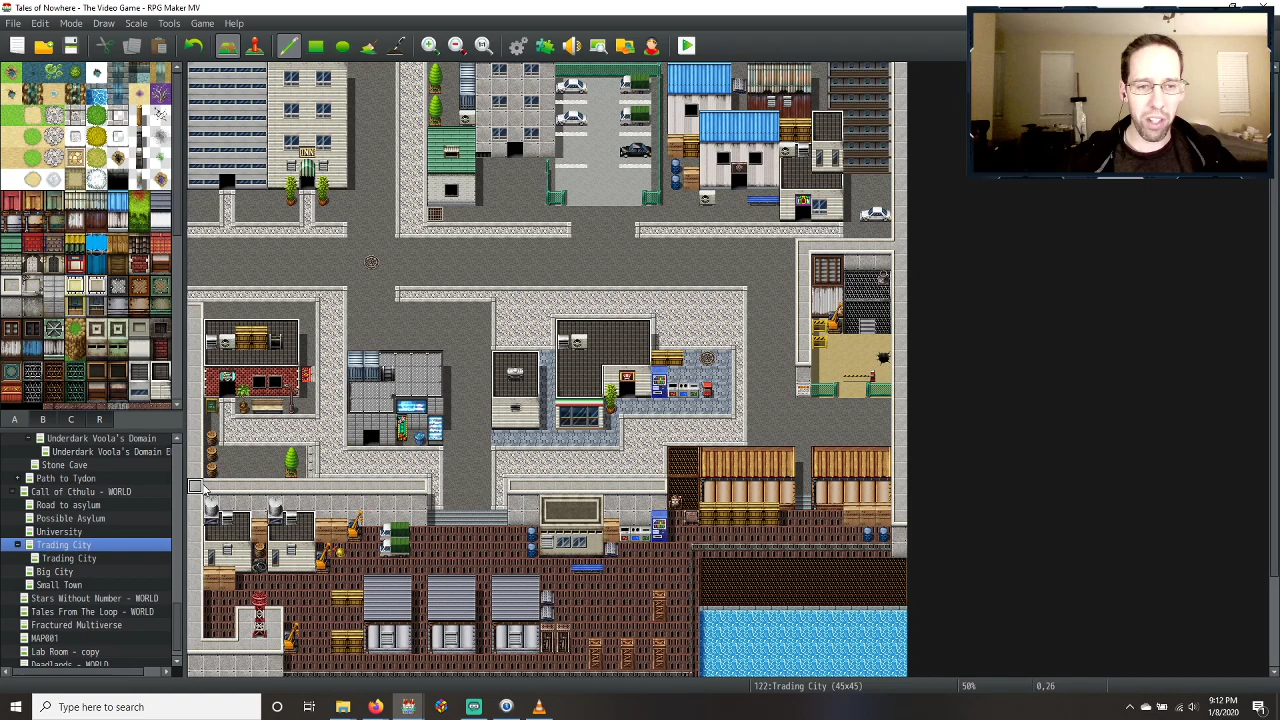 Tales of Nowhere - The Video Game - RPG Maker MV
File Edit Mode Draw Scale Tools Game Help
INN
A B C R
Underdark Voola's Domain
Underdark Voola's Domain E
Stone Cave
Path to Tydon
Call of Cthulu - WORLD
Road to asylum
Possible Asylum
University
Trading City
Trading City
Big City
Small Town
Stars Without Number - WORLD
Tales From The Loop - WORLD
Fractured Multiverse
MAP001
Lab Room - copy
Deadlands - WORLD
122:Trading City (45x45) 50% 0,26
Type here to search
9:12 PM
1/8/2020